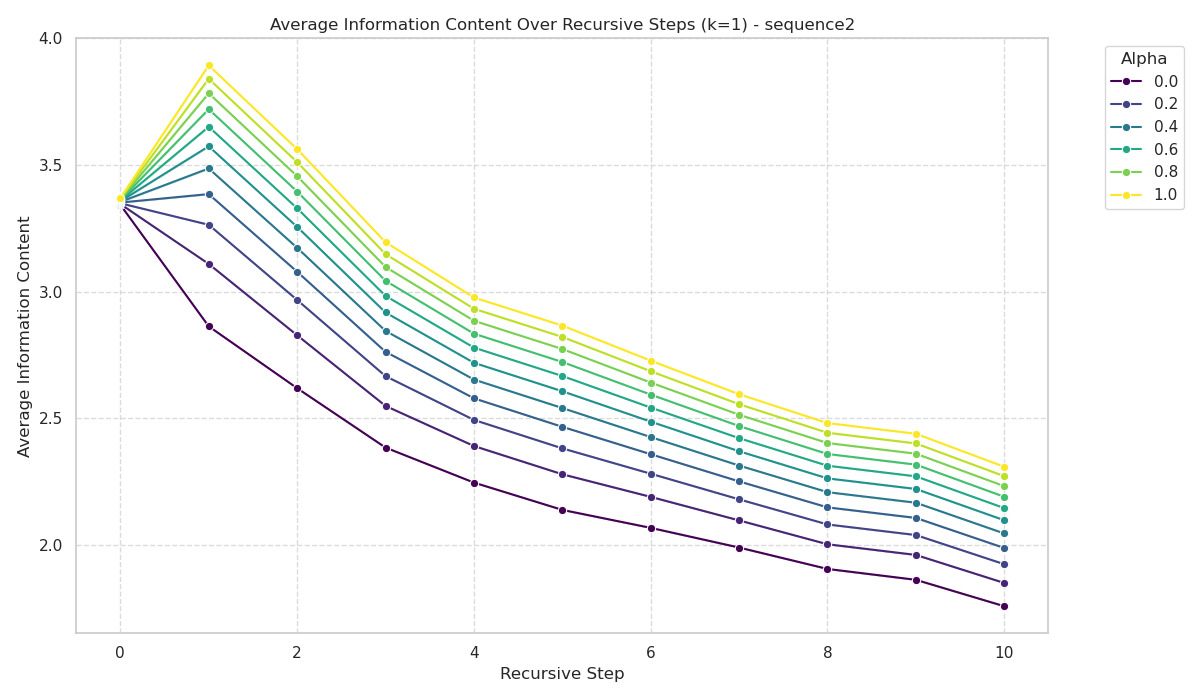 Average Information Content Over Recursive Steps (k=1) - sequence2
Average Information Content
4.0
3.5
3.0
2.5
2.0
0 2 4 6 8 10
Recursive Step
Alpha
0.0
0.2
0.4
0.6
0.8
1.0